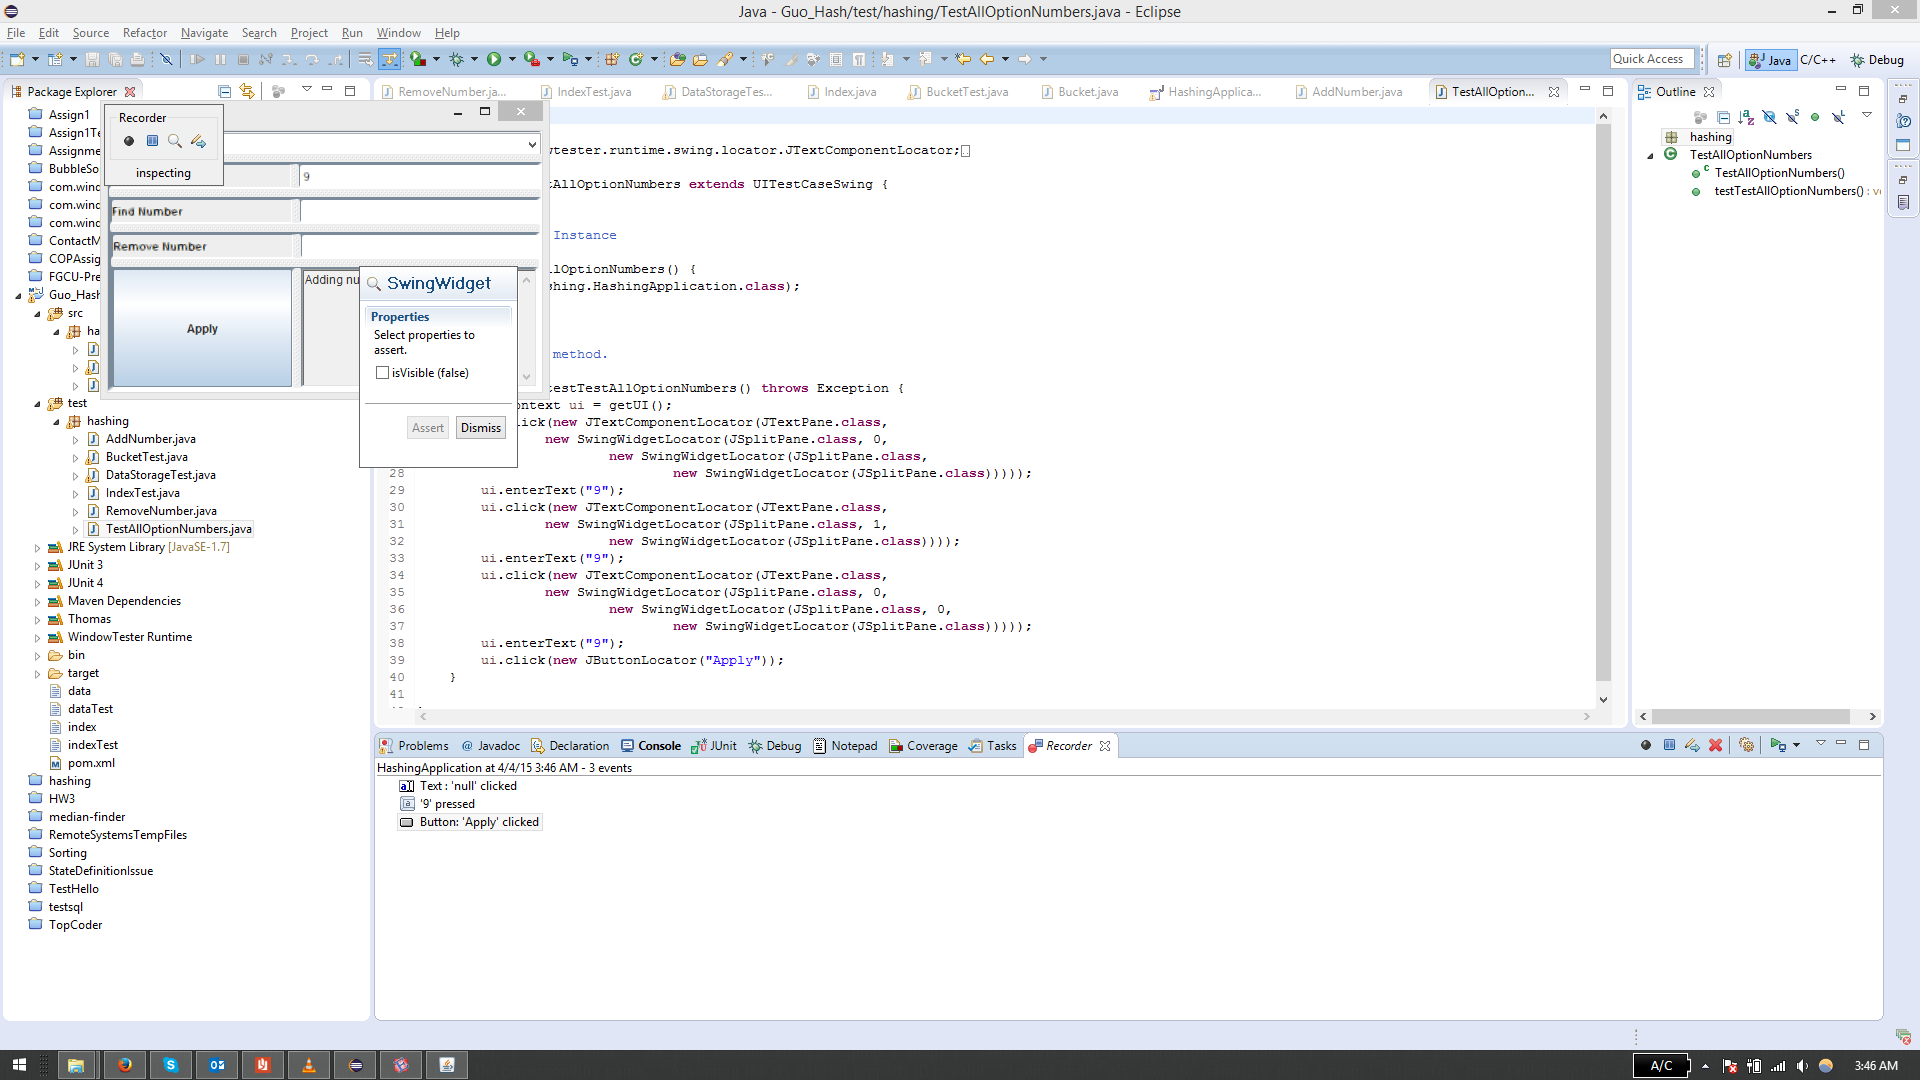 Java - Guo_Hash/test/hashing/TestAllOptionNumbers.java - Eclipse
File Edit Source Refactor Navigate Search Project Run Window Help
Quick Access
Java
C/C++
Debug
Package Explorer
Assign1
Assign1Te
Assignme
BubbleSo
com.wind
com.wind
com.wind
ContactM
COPAssig
FGCU-Pre
Guo_Hash
src
ha
test
hashing
AddNumber.java
BucketTest.java
DataStorageTest.java
IndexTest.java
RemoveNumber.java
TestAllOptionNumbers.java
JRE System Library [JavaSE-1.7]
JUnit 3
JUnit 4
Maven Dependencies
Thomas
WindowTester Runtime
bin
target
data
dataTest
index
indexTest
pom.xml
hashing
HW3
median-finder
RemoteSystemsTempFiles
Sorting
StateDefinitionIssue
TestHello
testsql
TopCoder
Recorder
inspecting
9
Find Number
Remove Number
Apply
Adding nu
SwingWidget
Properties
Select properties to
assert.
isVisible (false)
Assert Dismiss
RemoveNumber.ja... IndexTest.java DataStorageTes... Index.java BucketTest.java Bucket.java HashingApplica... AddNumber.java TestAllOption...
tester.runtime.swing.locator.JTextComponentLocator;
AllOptionNumbers extends UITestCaseSwing {
Instance
lOptionNumbers() {
hing.HashingApplication.class);
method.
estTestAllOptionNumbers() throws Exception {
ontext ui = getUI();
ick(new JTextComponentLocator(JTextPane.class,
new SwingWidgetLocator(JSplitPane.class, 0,
new SwingWidgetLocator(JSplitPane.class,
28 new SwingWidgetLocator(JSplitPane.class)))));
29 ui.enterText("9");
30 ui.click(new JTextComponentLocator(JTextPane.class,
31 new SwingWidgetLocator(JSplitPane.class, 1,
32 new SwingWidgetLocator(JSplitPane.class))));
33 ui.enterText("9");
34 ui.click(new JTextComponentLocator(JTextPane.class,
35 new SwingWidgetLocator(JSplitPane.class, 0,
36 new SwingWidgetLocator(JSplitPane.class, 0,
37 new SwingWidgetLocator(JSplitPane.class)))));
38 ui.enterText("9");
39 ui.click(new JButtonLocator("Apply"));
40 }
41
Outline
hashing
TestAllOptionNumbers
TestAllOptionNumbers()
testTestAllOptionNumbers() : v
Problems @ Javadoc Declaration Console JUnit Debug Notepad Coverage Tasks Recorder
HashingApplication at 4/4/15 3:46 AM - 3 events
Text : 'null' clicked
'9' pressed
Button: 'Apply' clicked
A/C
3:46 AM